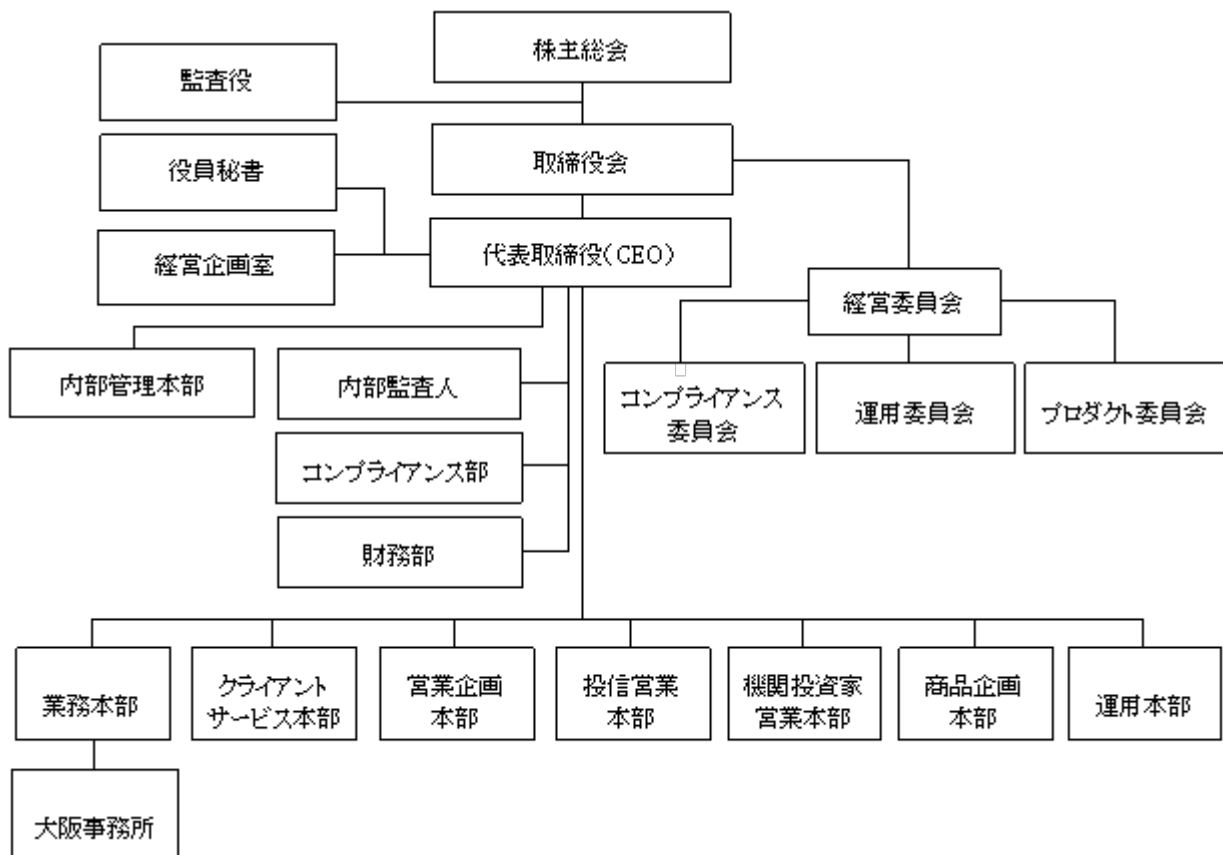 株主総会
監査役
取締役会
役員秘書
代表取締役(CEO)
経営企画室
経営委員会
内部管理本部
内部監査人
コンプライアンス
委員会
運用委員会
プロダクト委員会
コンプライアンス部
財務部
業務本部
クライアント
サービス本部
営業企画
本部
投信営業
本部
機関投資家
営業本部
商品企画
本部
運用本部
大阪事務所